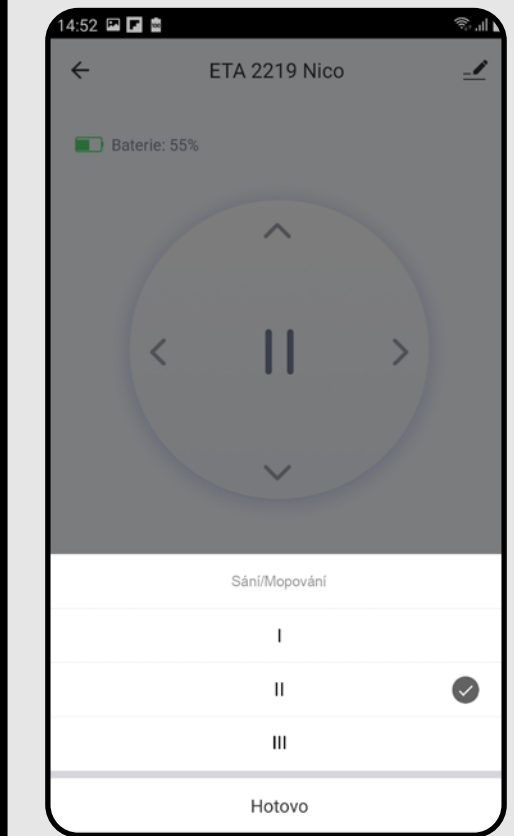 14:52
ETA 2219 Nico
Baterie: 55%
Sání/Mopování
I
II
III
Hotovo